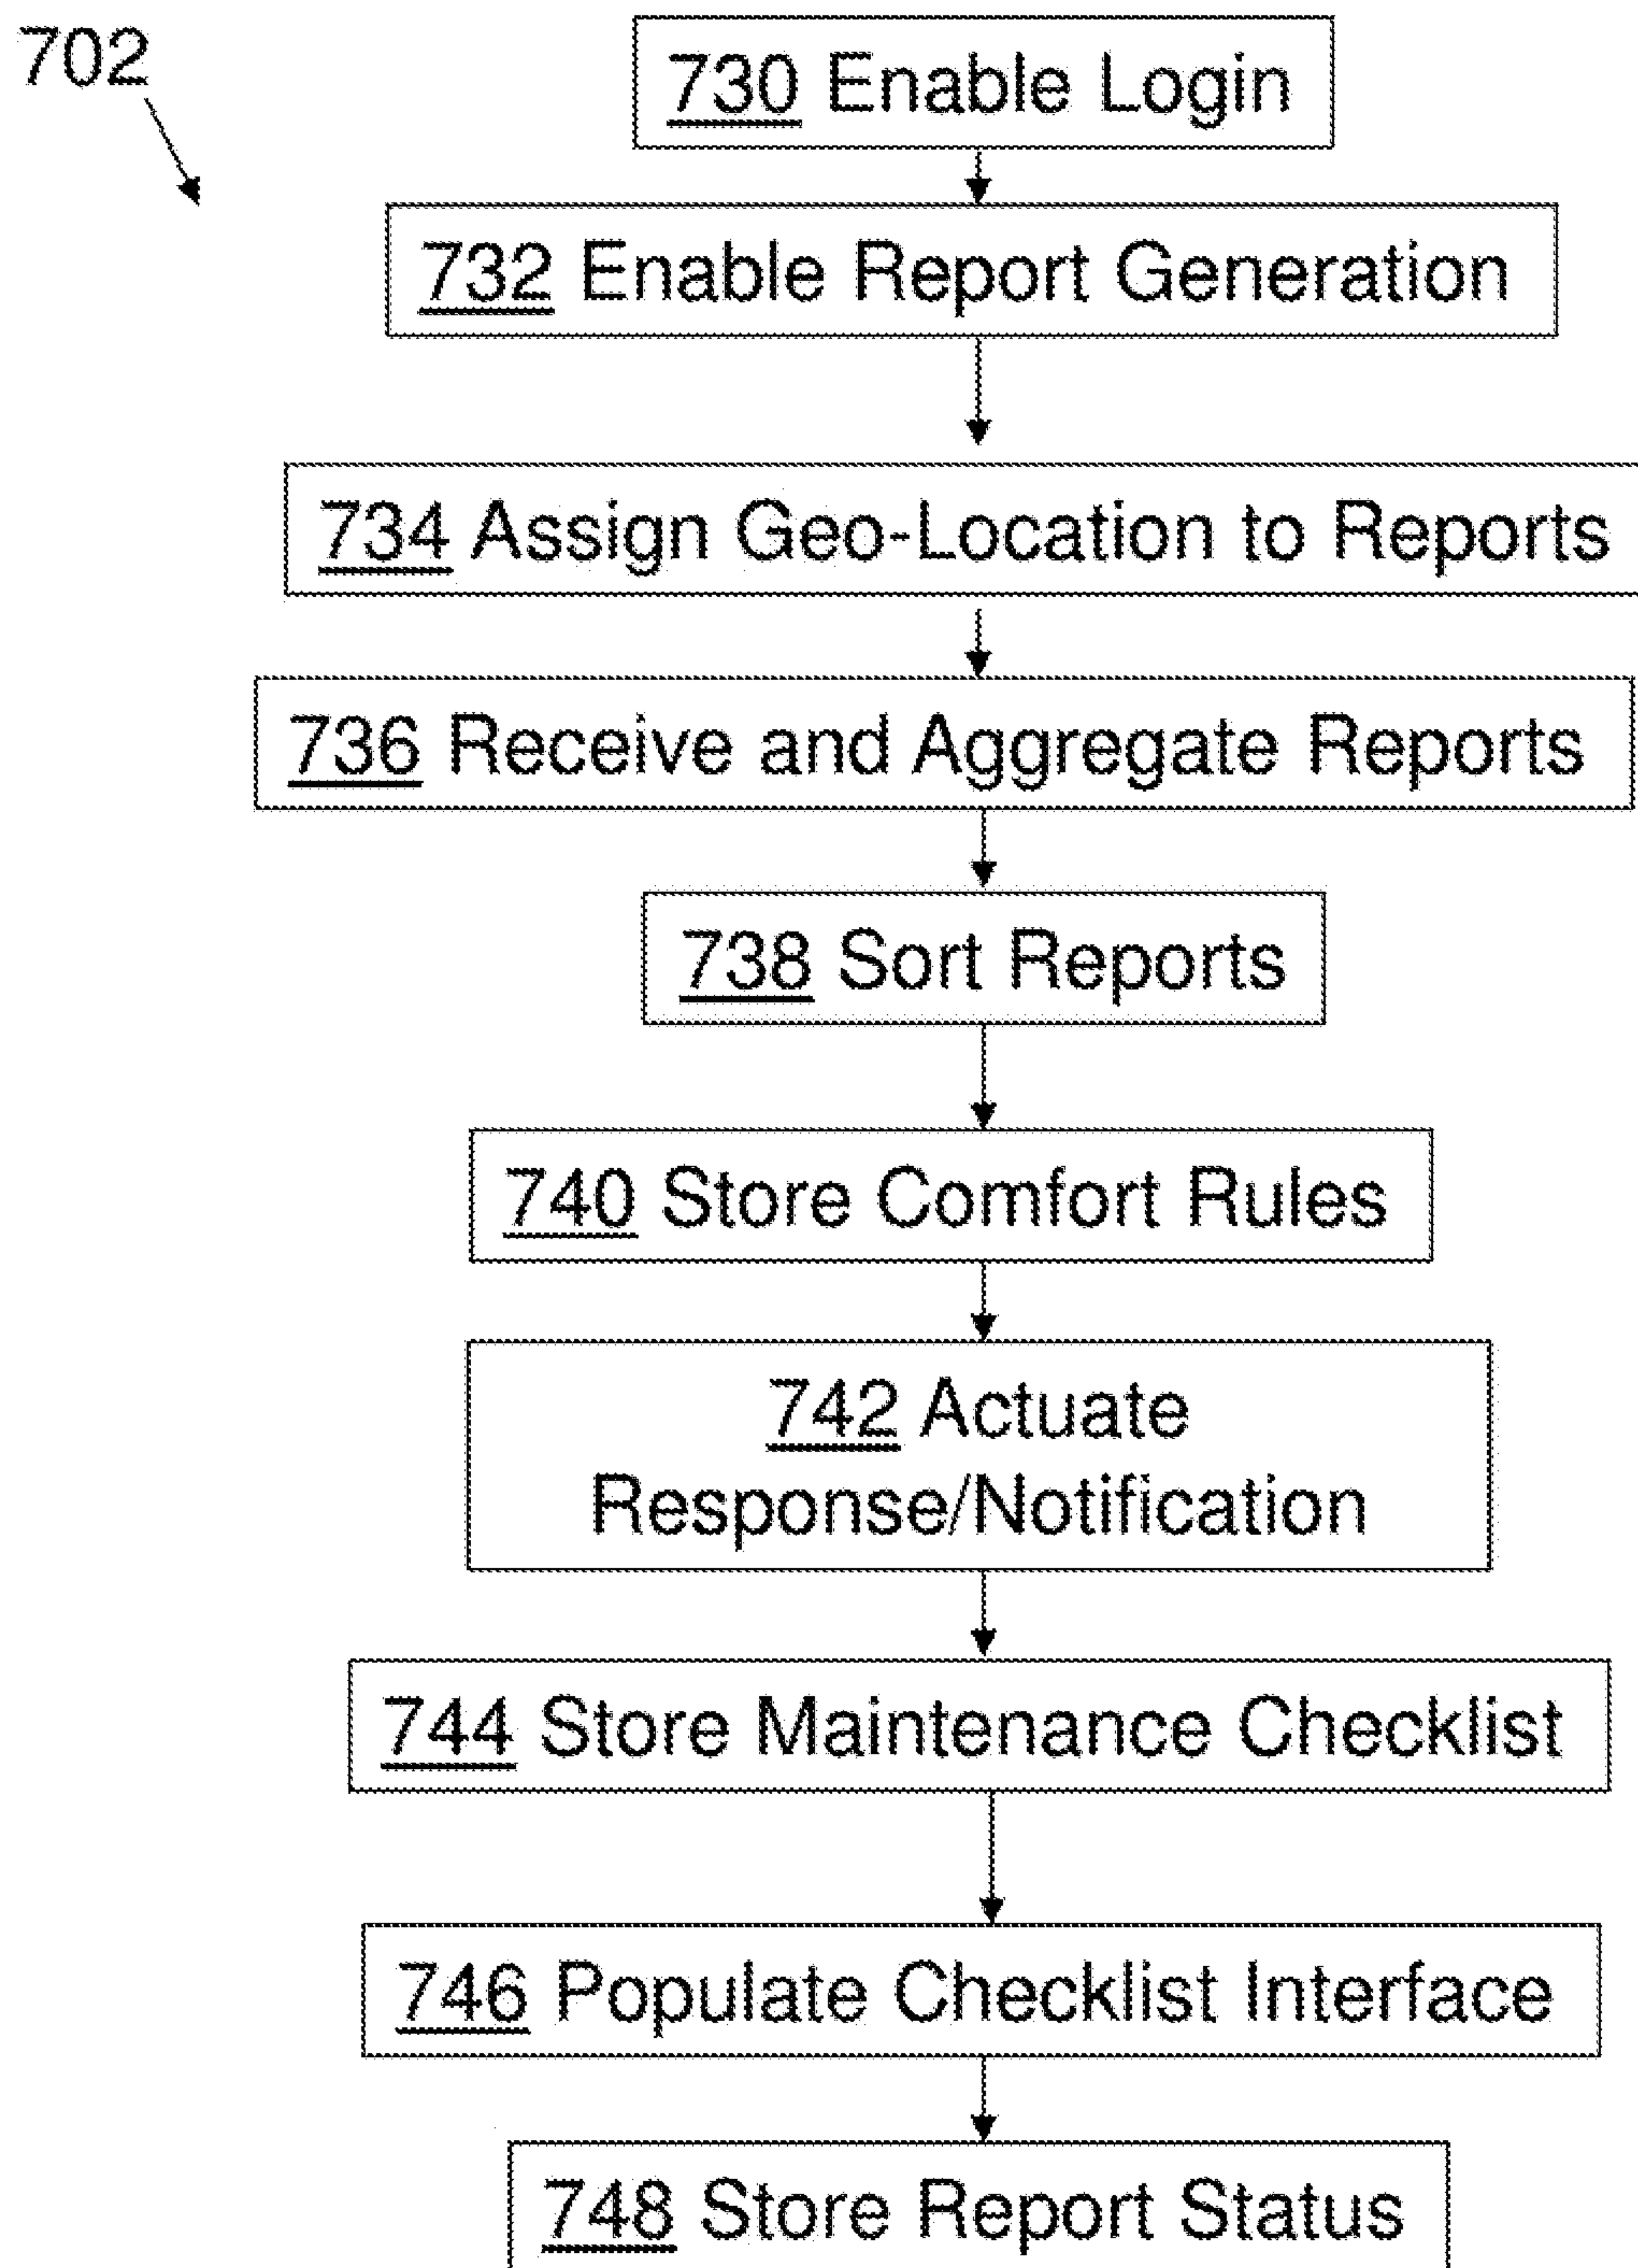 702
730 Enable Login
732 Enable Report Generation
734 Assign Geo-Location to Reports
736 Receive and Aggregate Reports
738 Sort Reports
740 Store Comfort Rules
742 Actuate
Response/Notification
744 Store Maintenance Checklist
746 Populate Checklist Interface
748 Store Report Status